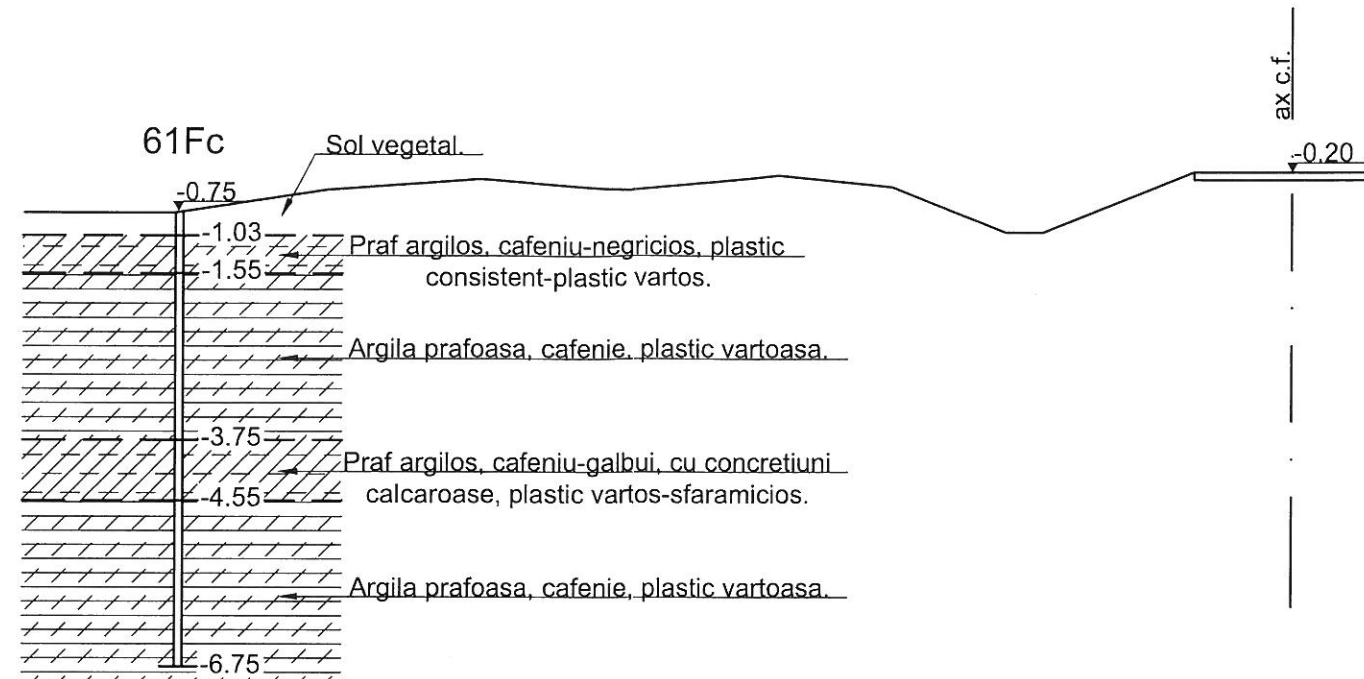 ax c.f.
61Fc
Sol vegetal.
-0.20
-0.75
-1.03
Praf argilos, cafeniu-negricios, plastic
consistent-plastic vartos.
-1.55
Argila prafoasa, cafenie, plastic vartoasa.
-3.75
Praf argilos, cafeniu-galbui, cu concretiuni
calcaroase, plastic vartos-sfaramicios.
-4.55
Argila prafoasa, cafenie, plastic vartoasa.
-6.75